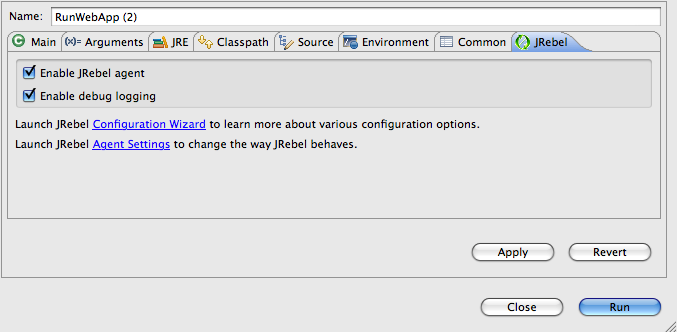 Name: RunWebApp (2)
Main (x)= Arguments JRE Classpath Source Environment Common JRebel
Enable JRebel agent
Enable debug logging
Launch JRebel Configuration Wizard to learn more about various configuration options.
Launch JRebel Agent Settings to change the way JRebel behaves.
Apply Revert
Close Run